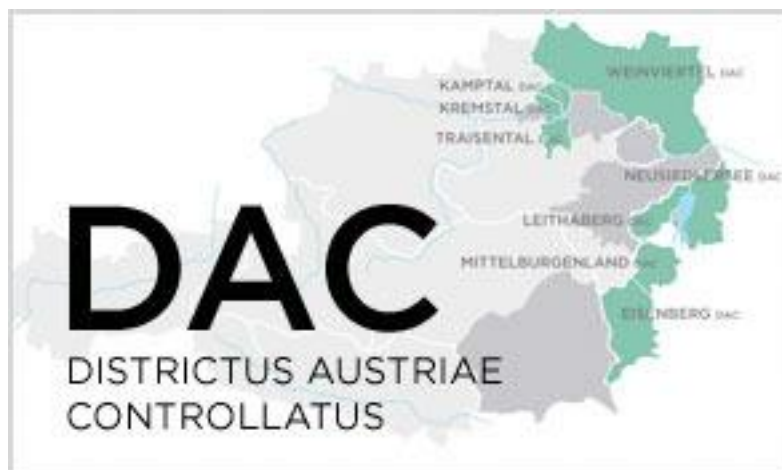 WEINVIERTEL DAC
KAMPTAL DAC
KREMSTAL DAC
TRAISENTAL DAC
NEUSIEDLERSEE DAC
LEITHABERG DAC
MITTELBURGENLAND DAC
EISENBERG DAC
DAC
DISTRICTUS AUSTRIAE
CONTROLLATUS